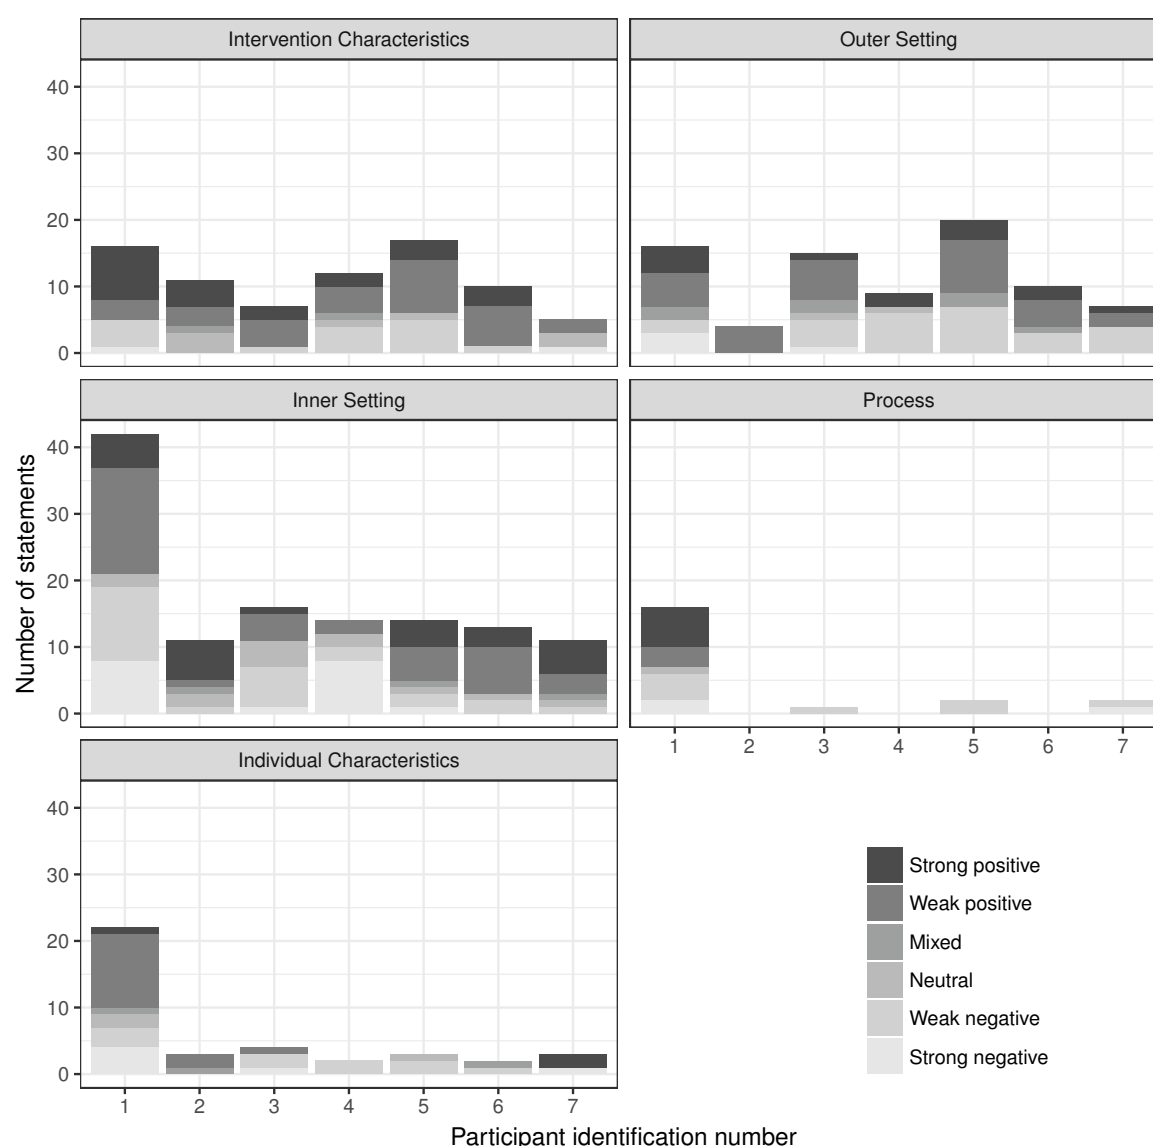 Intervention Characteristics
Outer Setting
40
30
20
10
0
Inner Setting
Process
40
30
20
10
0
1 2 3 4 5 6 7
Individual Characteristics
40
30
20
10
0
1 2 3 4 5 6 7
Number of statements
Participant identification number
Strong positive
Weak positive
Mixed
Neutral
Weak negative
Strong negative